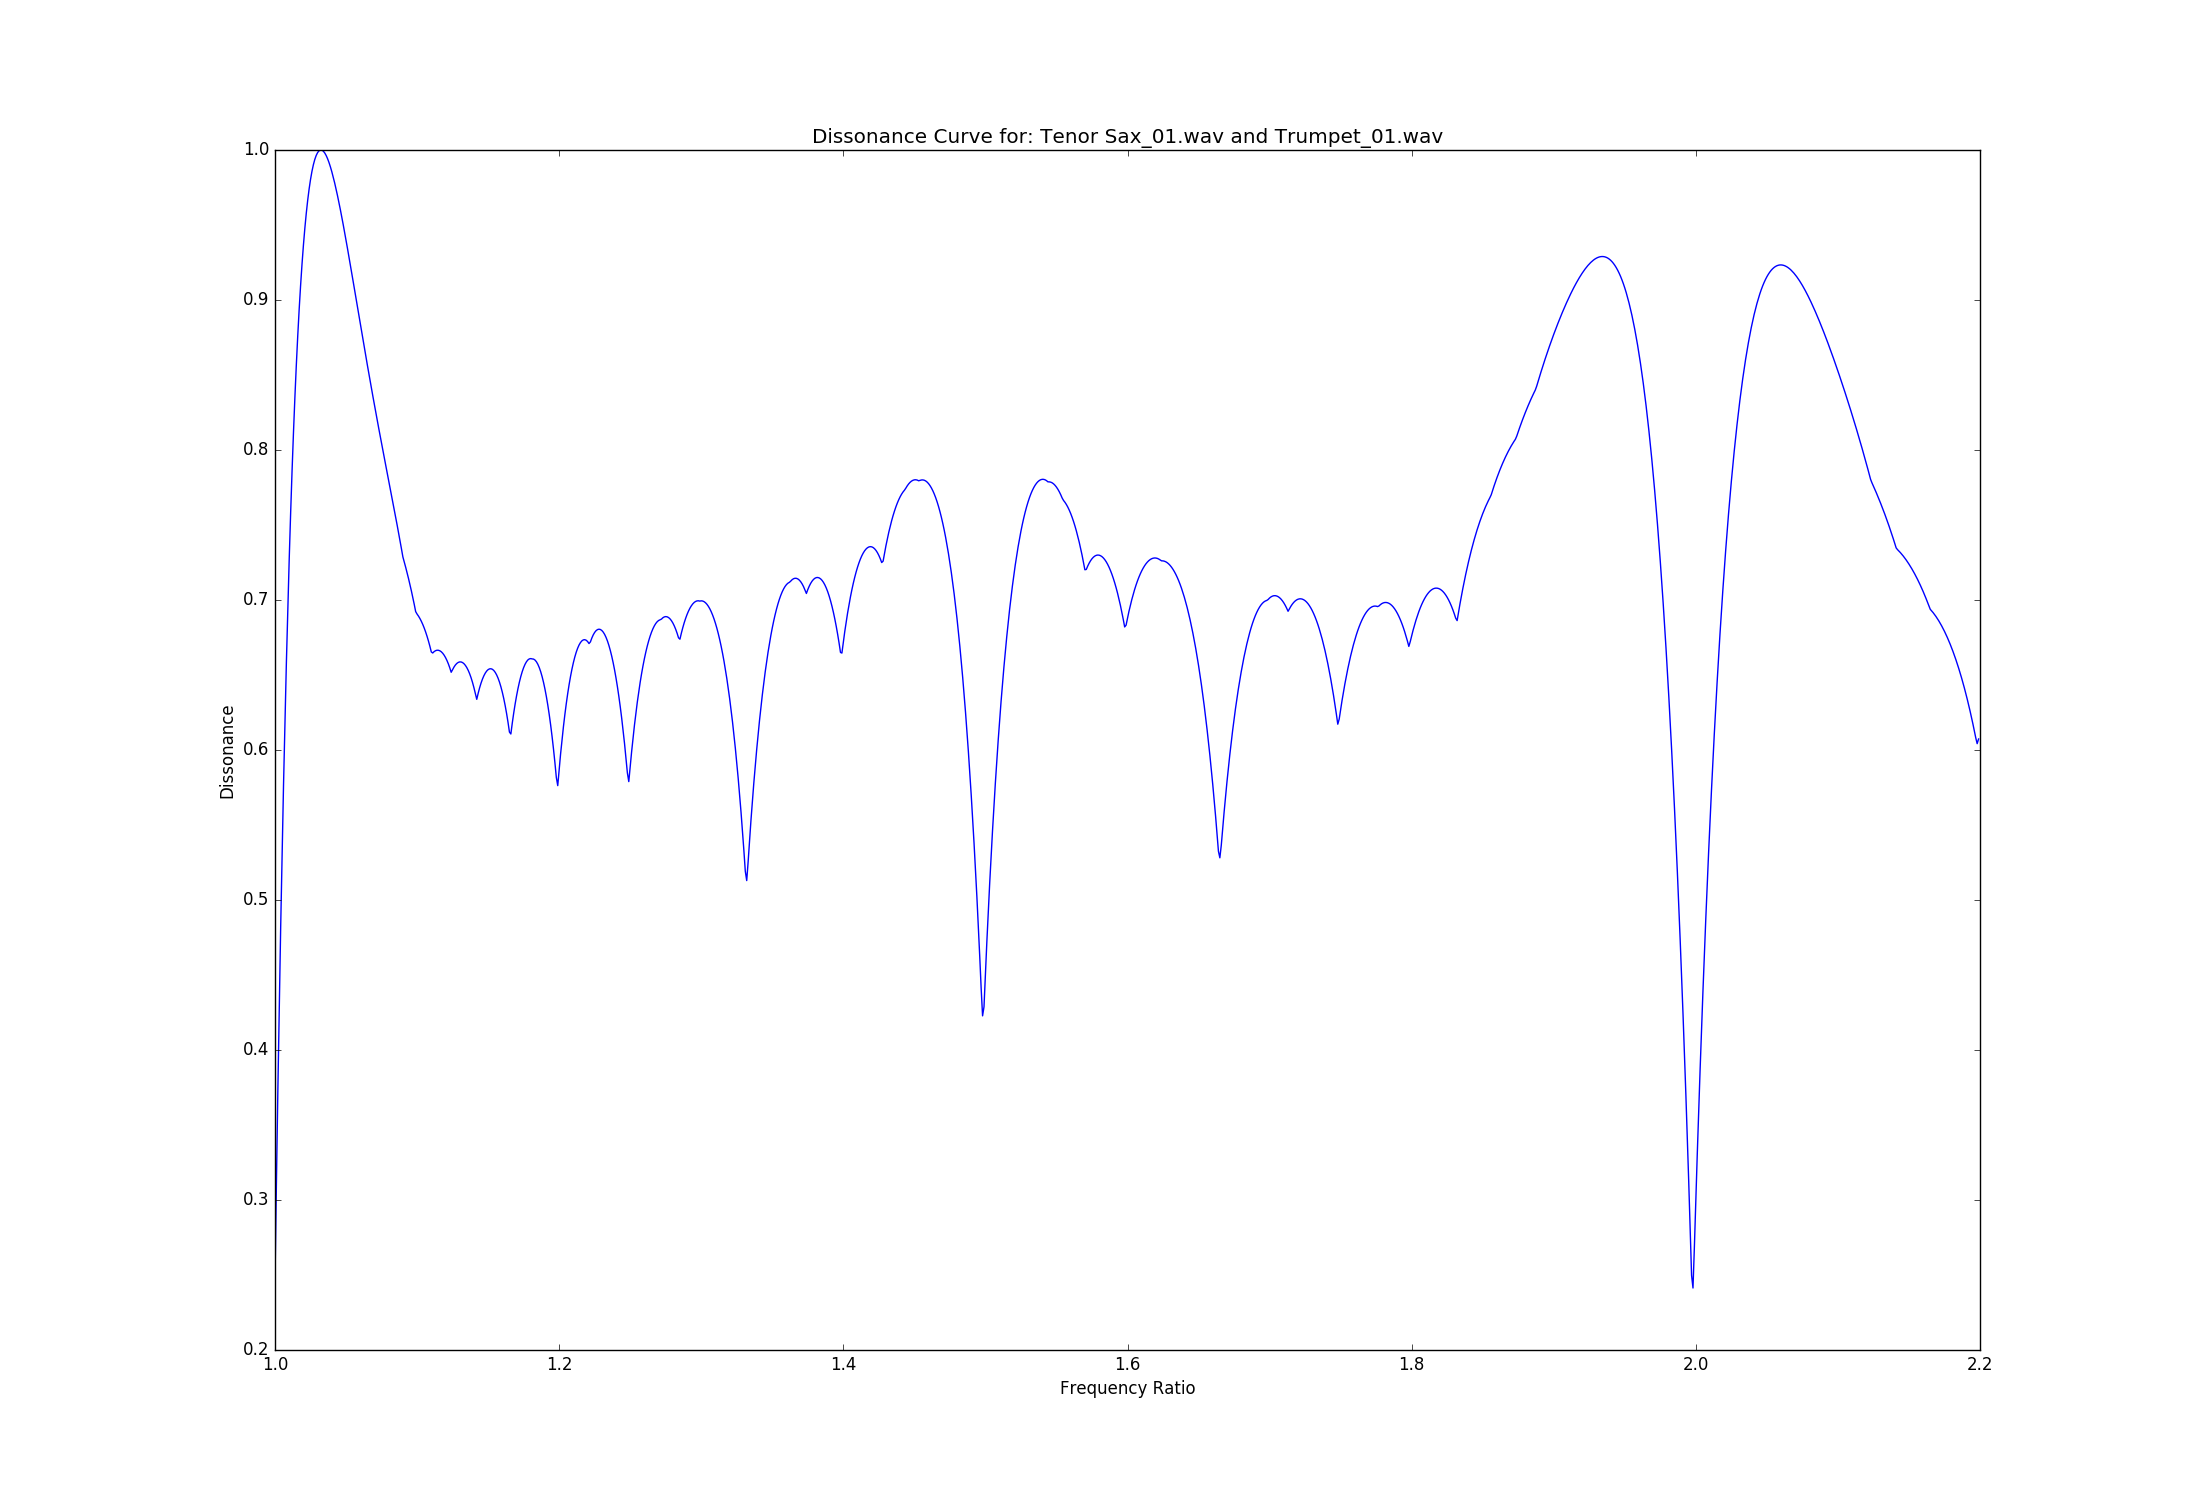 Dissonance Curve for: Tenor Sax_01.wav and Trumpet_01.wav
1.0
0.9
0.8
0.7
0.6
0.5
0.4
0.3
0.2
Dissonance
1.0 1.2 1.4 1.6 1.8 2.0 2.2
Frequency Ratio